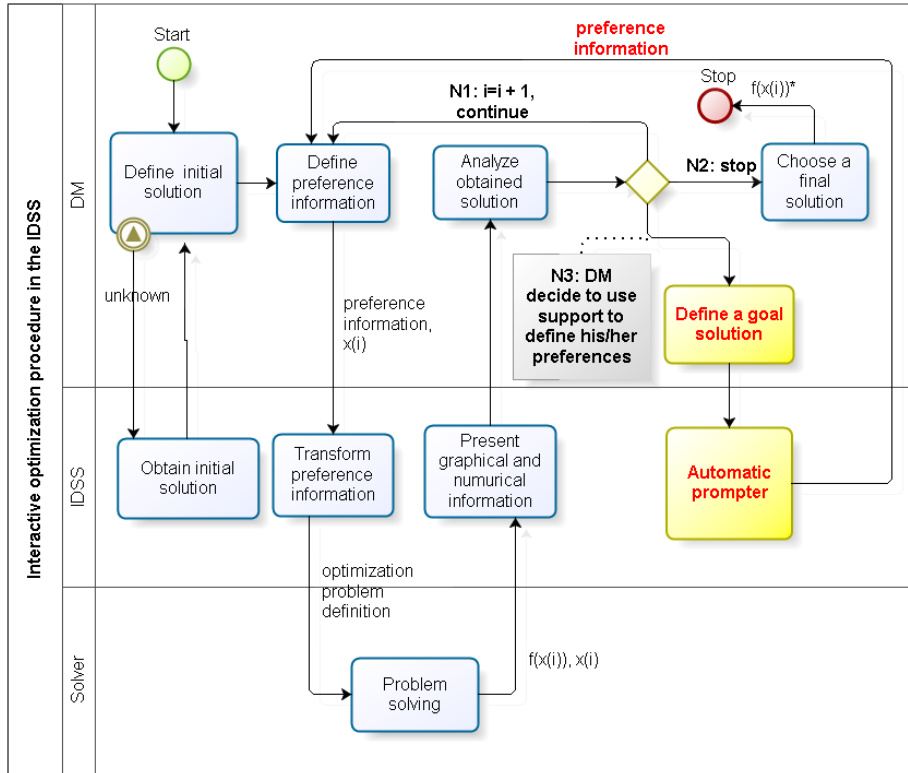 Interactive optimization procedure in the IDSS
DM
IDSS
Solver
Start
Define initial
solution
unknown
Obtain initial
solution
Define
preference
information
preference
information,
x(i)
Transform
preference
information
optimization
problem
definition
Problem
solving
f(x(i)), x(i)
Present
graphical and
numurical
information
Analyze
obtained
solution
N1: i=i + 1,
continue
N2: stop
Choose a
final
solution
f(x(i))*
Stop
N3: DM
decide to use
support to
define his/her
preferences
Define a goal
solution
Automatic
prompter
preference
information